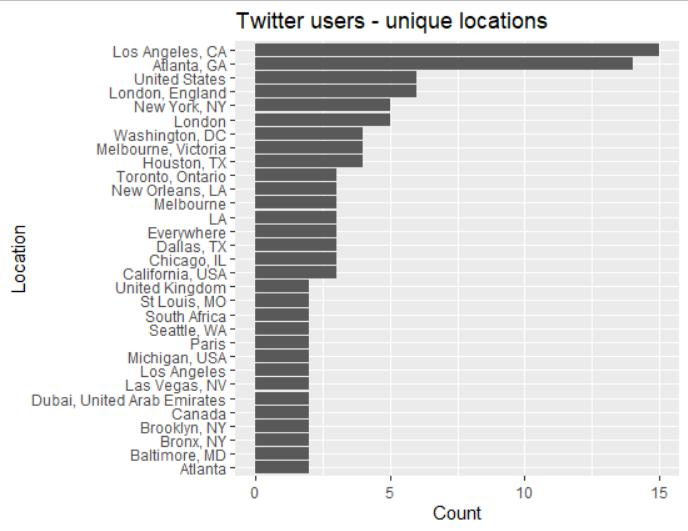 Twitter users - unique locations
Los Angeles, CA
Atlanta, GA
United States
London, England
New York, NY
London
Washington, DC
Melbourne, Victoria
Houston, TX
Toronto, Ontario
New Orleans, LA
Melbourne
LA
Everywhere
Dallas, TX
Chicago, IL
California, USA
United Kingdom
St Louis, MO
South Africa
Seattle, WA
Paris
Michigan, USA
Los Angeles
Las Vegas, NV
Dubai, United Arab Emirates
Canada
Brooklyn, NY
Bronx, NY
Baltimore, MD
Atlanta
Location
0 5 10 15
Count